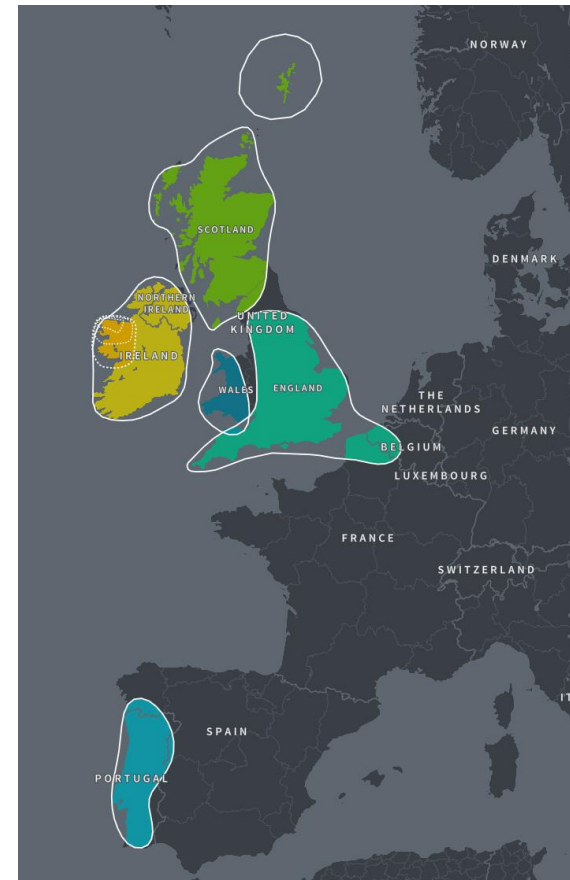 NORWAY
SCOTLAND
DENMARK
NORTHERN
IRELAND
UNITED
KINGDOM
IRELAND
WALES
ENGLAND
THE
NETHERLANDS
BELGIUM
GERMANY
LUXEMBOURG
FRANCE
SWITZERLAND
IT
SPAIN
PORTUGAL